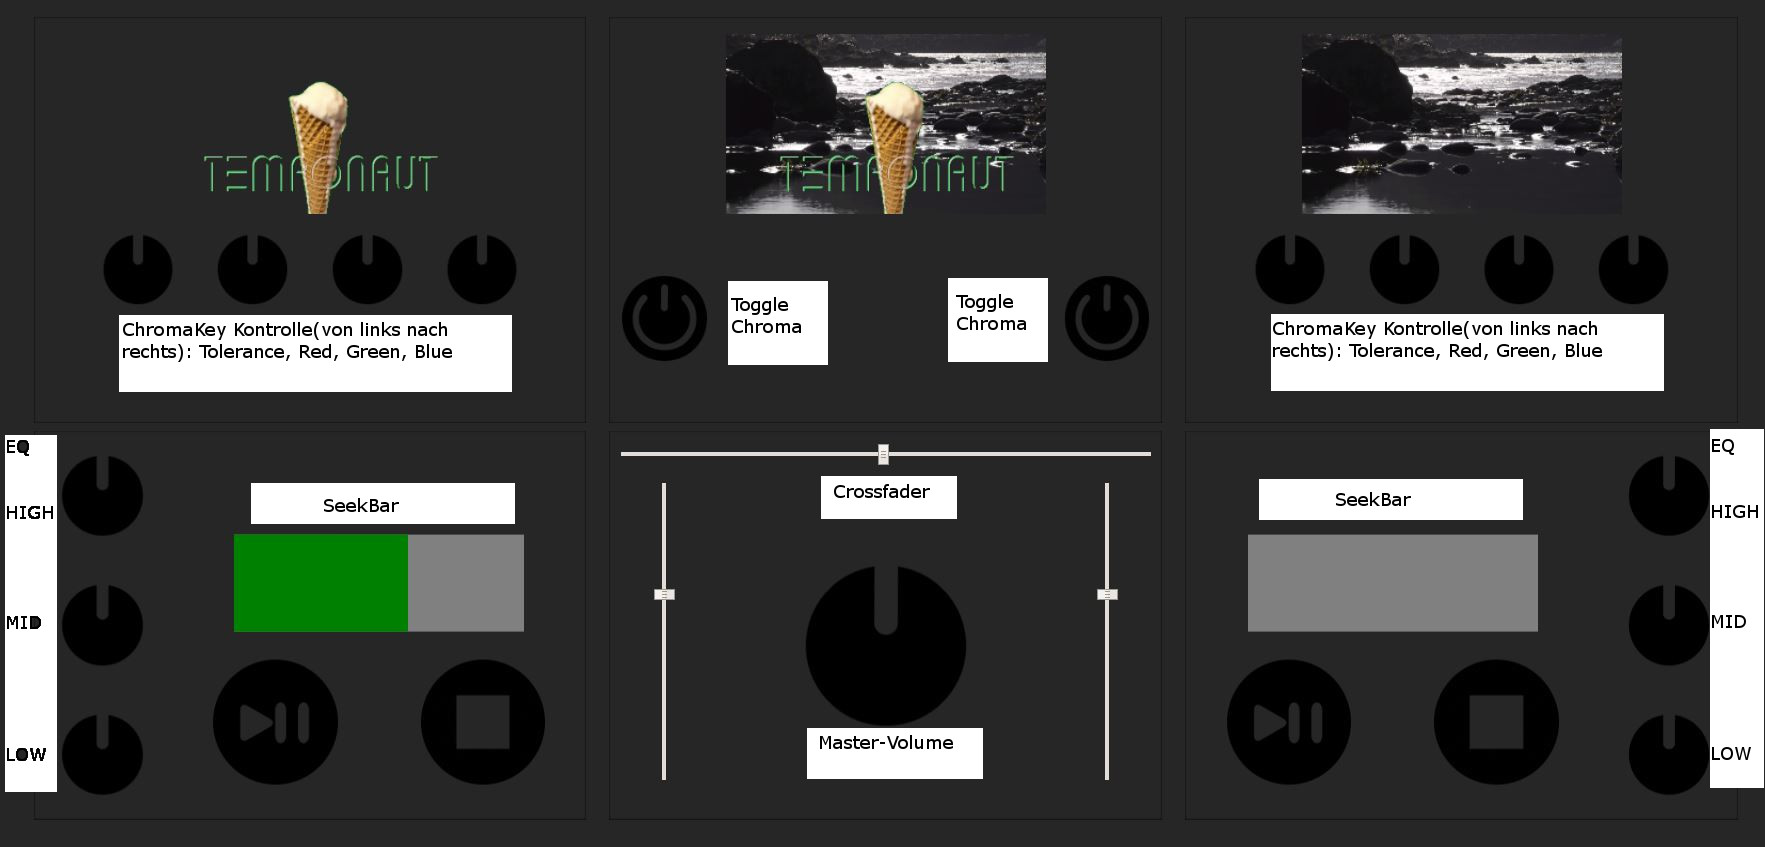 TEMPONAUT
TEMPONAUT
ChromaKey Kontrolle(von links nach
rechts): Tolerance, Red, Green, Blue
Toggle
Chroma
Toggle
Chroma
ChromaKey Kontrolle(von links nach
rechts): Tolerance, Red, Green, Blue
EQ
HIGH
MID
LOW
SeekBar
Crossfader
Master-Volume
SeekBar
EQ
HIGH
MID
LOW